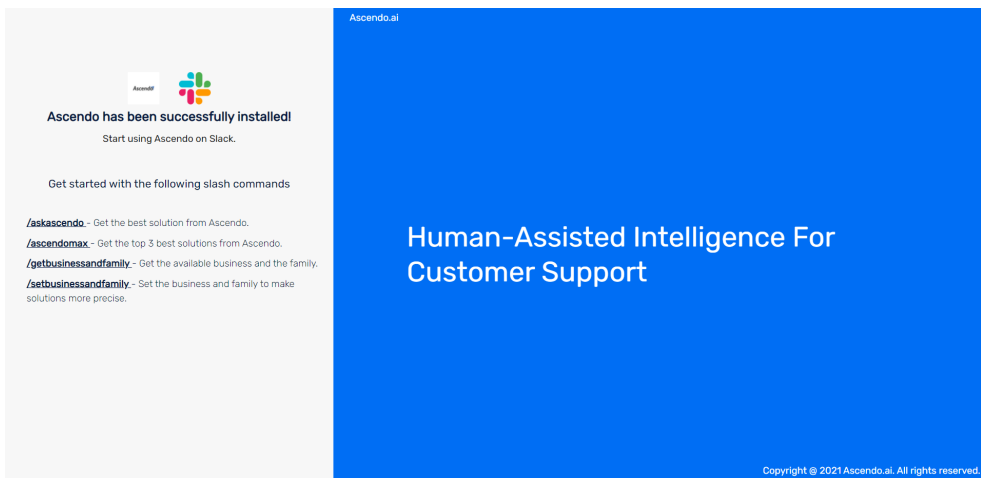 Ascendo.ai
Ascendo
Ascendo has been successfully installed!
Start using Ascendo on Slack.
Get started with the following slash commands
/askascendo - Get the best solution from Ascendo.
/ascendomax - Get the top 3 best solutions from Ascendo.
/getbusinessandfamily - Get the available business and the family.
/setbusinessandfamily - Set the business and family to make
solutions more precise.
Human-Assisted Intelligence For
Customer Support
Copyright @ 2021 Ascendo.ai. All rights reserved.